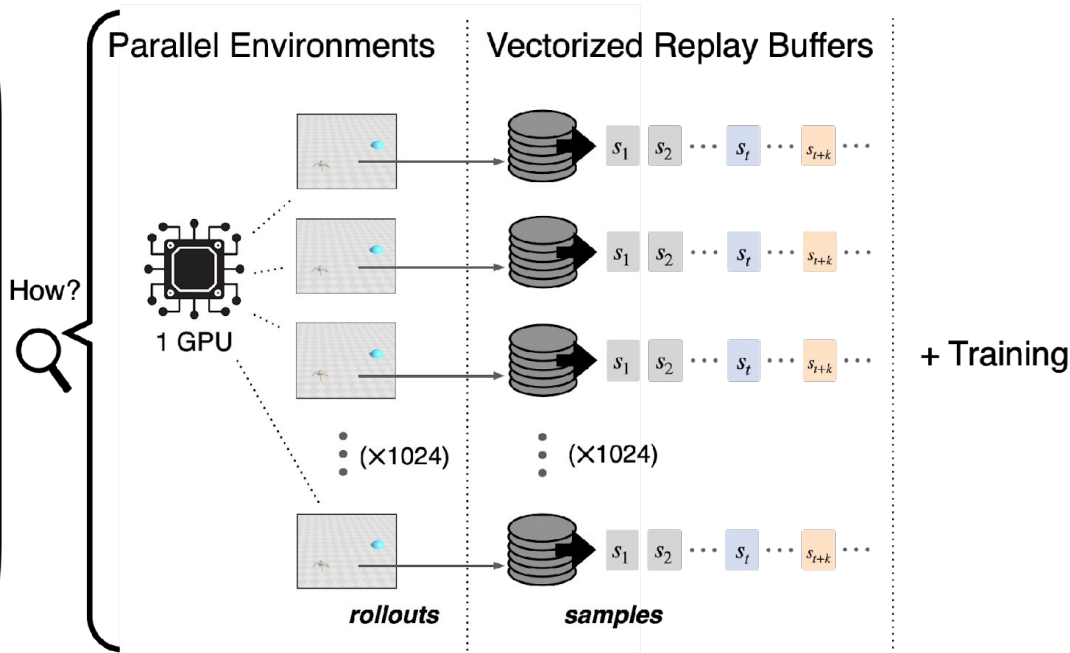 Parallel Environments
Vectorized Replay Buffers
s₁ s₂ ··· sₜ ··· sₜ₊ₖ ···
s₁ s₂ ··· sₜ ··· sₜ₊ₖ ···
How?
1 GPU
s₁ s₂ ··· sₜ ··· sₜ₊ₖ ···
+ Training
(×1024)
(×1024)
s₁ s₂ ··· sₜ ··· sₜ₊ₖ ···
rollouts
samples